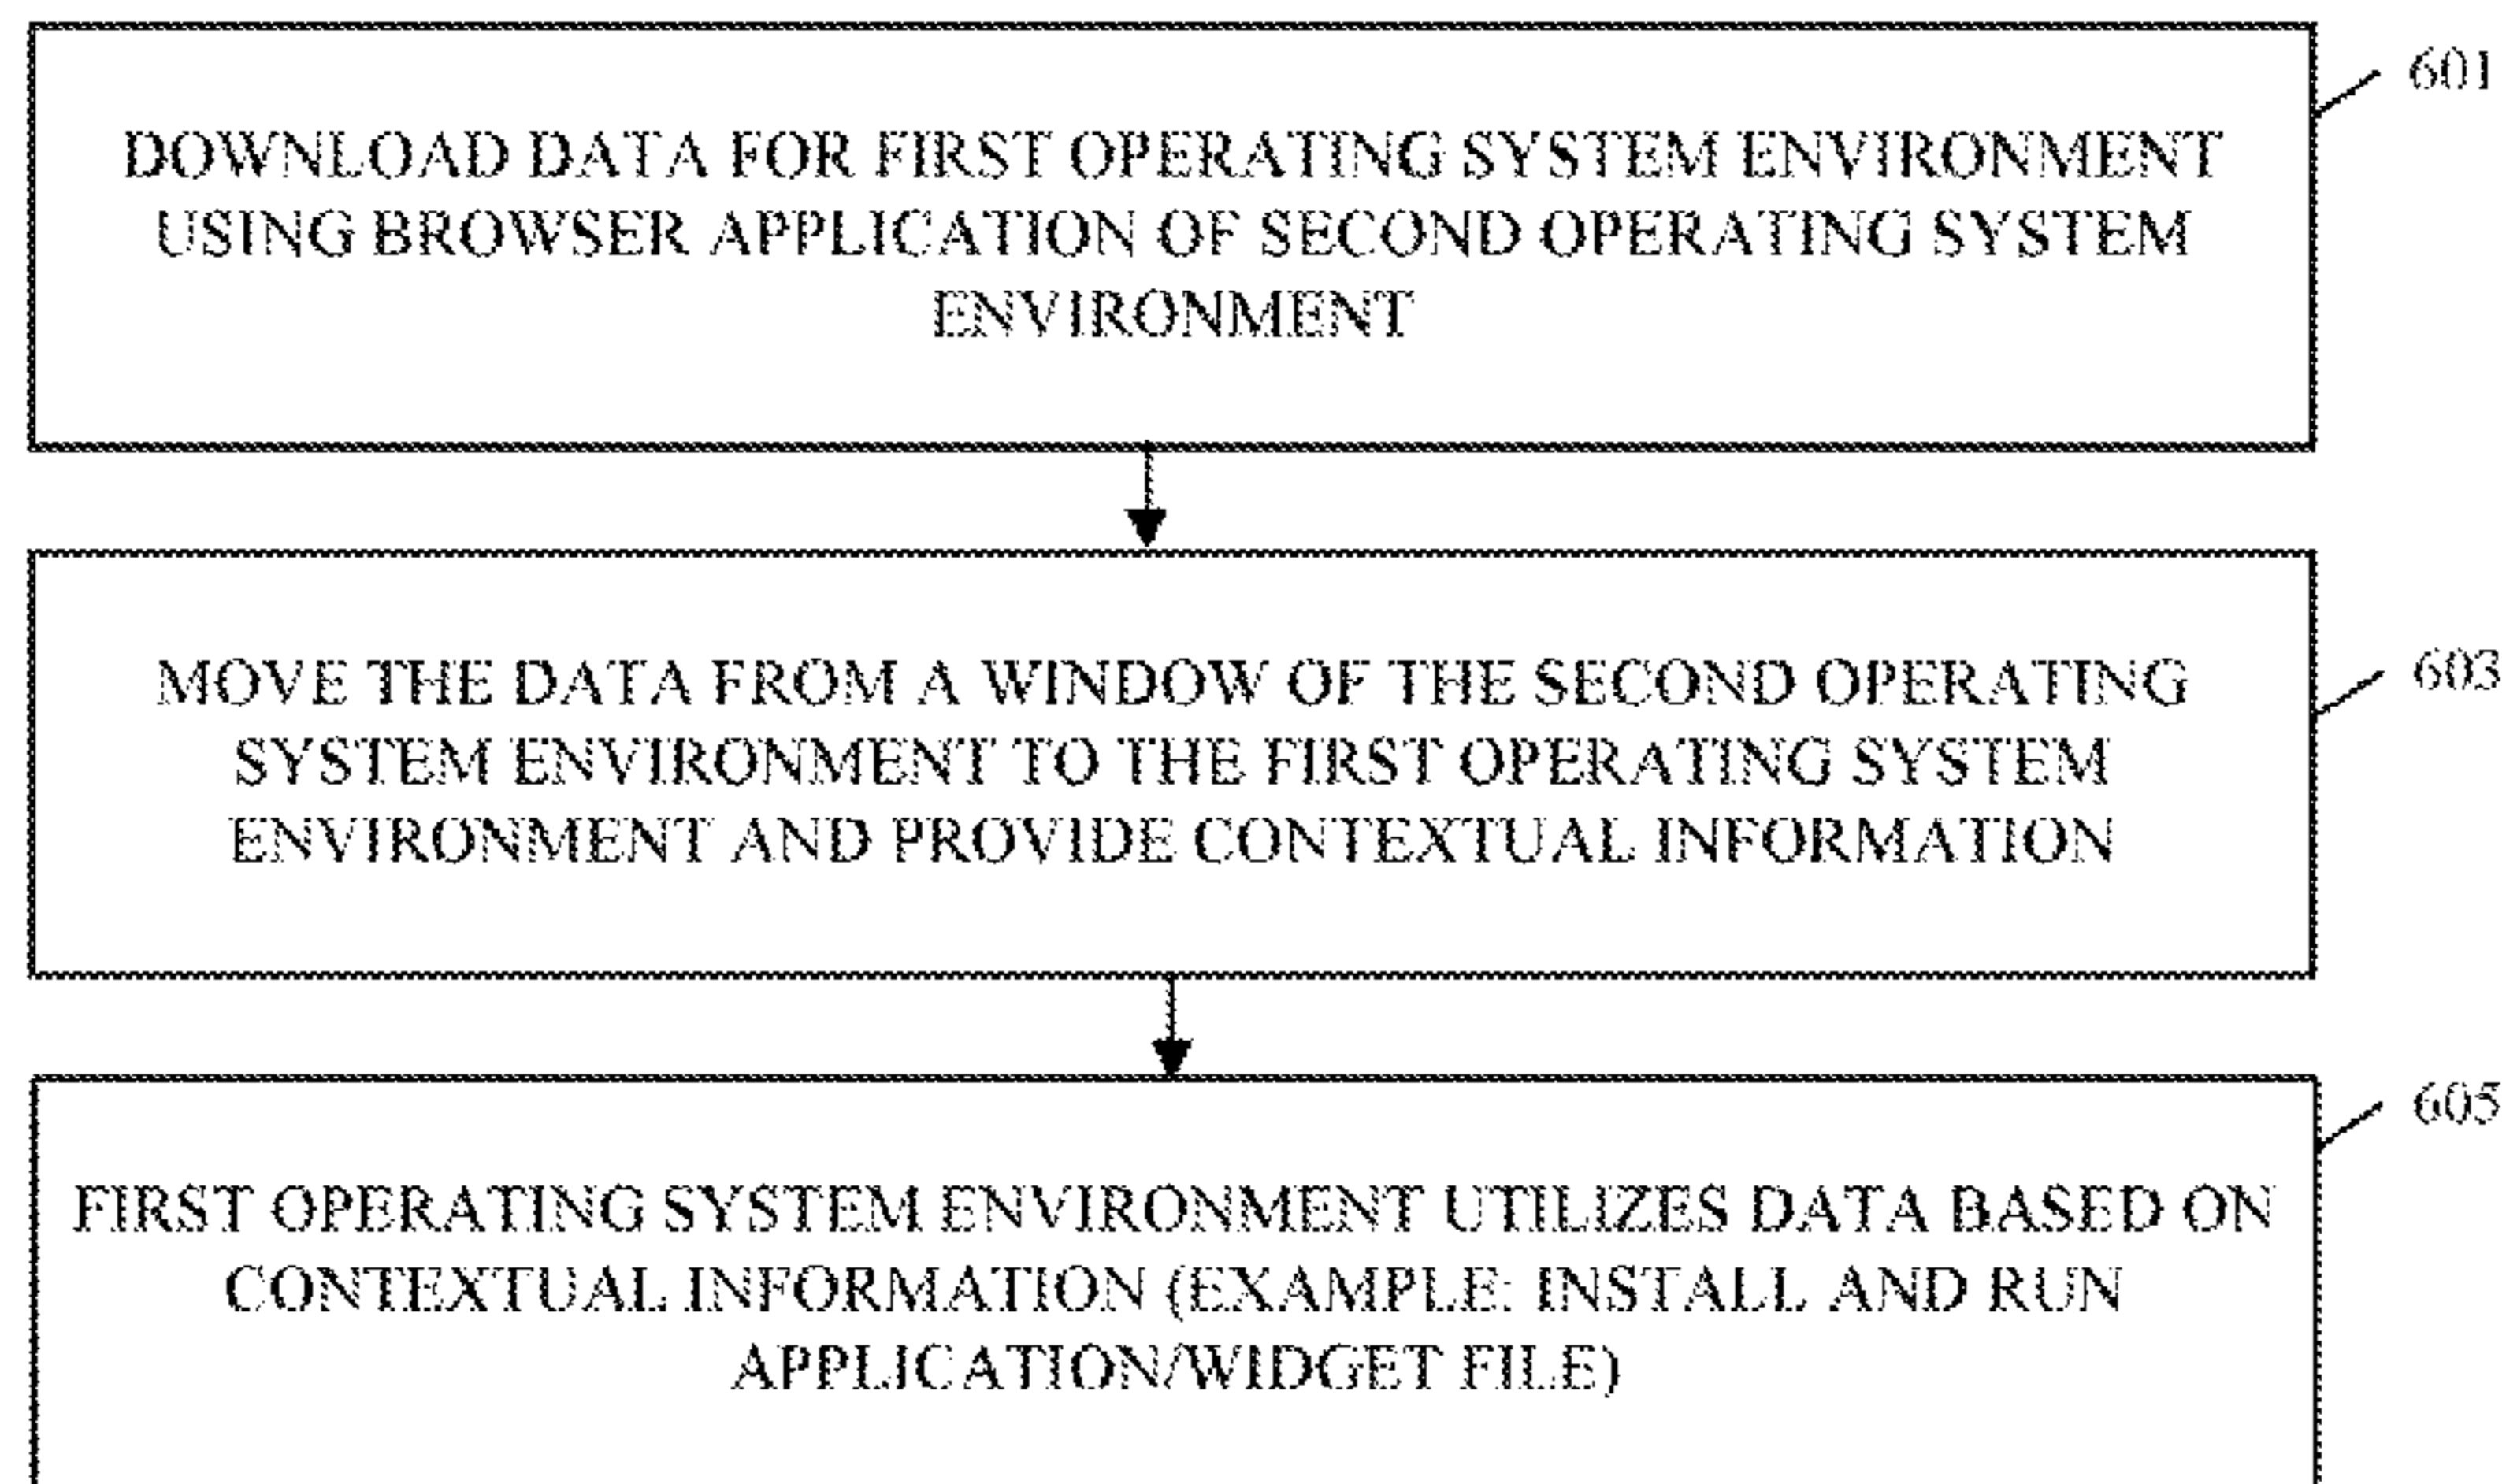 601
DOWNLOAD DATA FOR FIRST OPERATING SYSTEM ENVIRONMENT
USING BROWSER APPLICATION OF SECOND OPERATING SYSTEM
ENVIRONMENT
603
MOVE THE DATA FROM A WINDOW OF THE SECOND OPERATING
SYSTEM ENVIRONMENT TO THE FIRST OPERATING SYSTEM
ENVIRONMENT AND PROVIDE CONTEXTUAL INFORMATION
605
FIRST OPERATING SYSTEM ENVIRONMENT UTILIZES DATA BASED ON
CONTEXTUAL INFORMATION (EXAMPLE: INSTALL AND RUN
APPLICATION/WIDGET FILE)